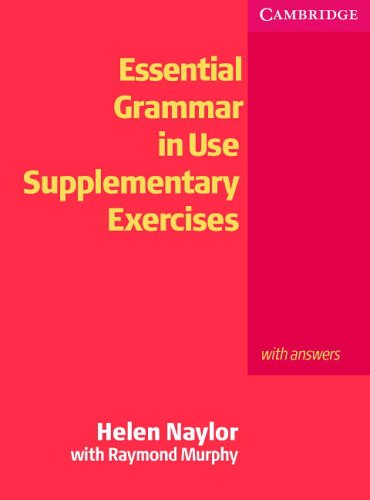 CAMBRIDGE
Essential
Grammar
in Use
Supplementary
Exercises
with answers
Helen Naylor
with Raymond Murphy